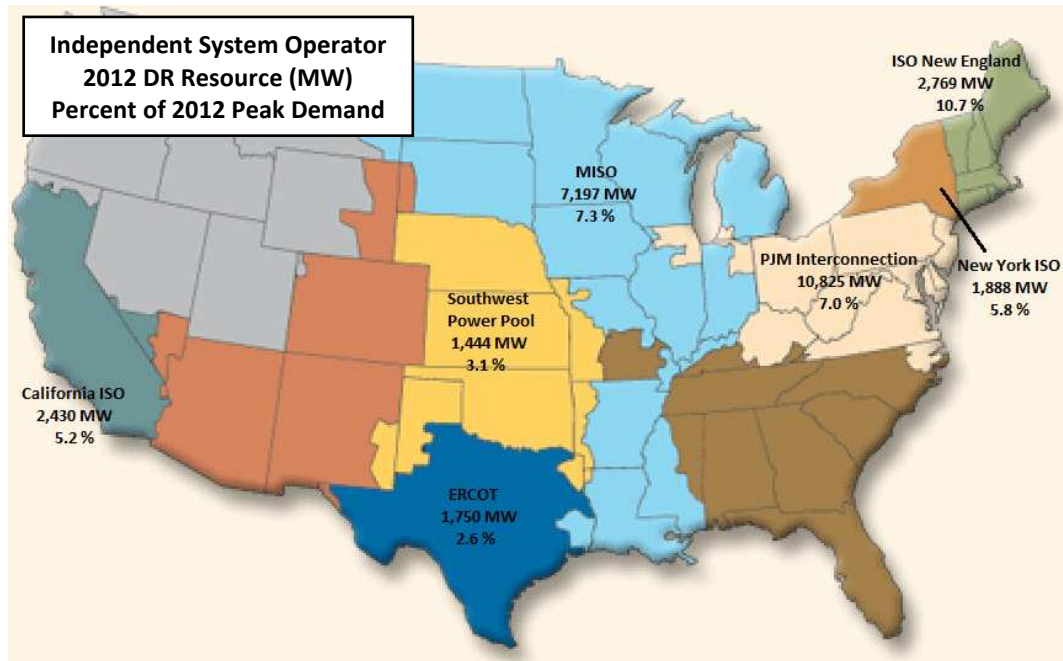 Independent System Operator
2012 DR Resource (MW)
Percent of 2012 Peak Demand
ISO New England
2,769 MW
10.7 %
MISO
7,197 MW
7.3 %
PJM Interconnection
10,825 MW
7.0 %
New York ISO
1,888 MW
5.8 %
Southwest
Power Pool
1,444 MW
3.1 %
California ISO
2,430 MW
5.2 %
ERCOT
1,750 MW
2.6 %